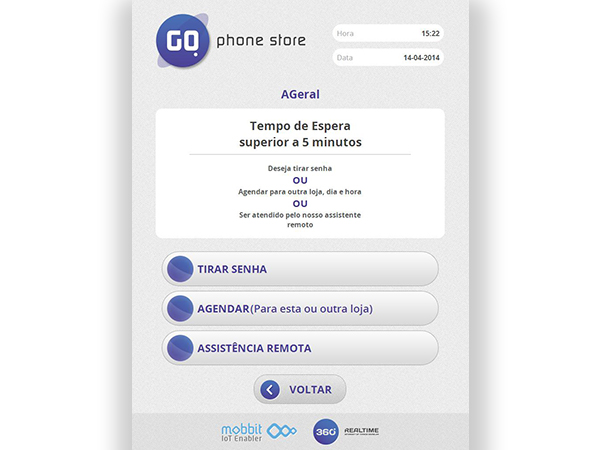 GO phone store
Hora 15:22
Data 14-04-2014
AGeral
Tempo de Espera
superior a 5 minutos
Deseja tirar senha
OU
Agendar para outra loja, dia e hora
OU
Ser atendido pelo nosso assistente
remoto
TIRAR SENHA
AGENDAR (Para esta ou outra loja)
ASSISTÊNCIA REMOTA
VOLTAR
mobbit
IoT Enabler
360° REALTIME